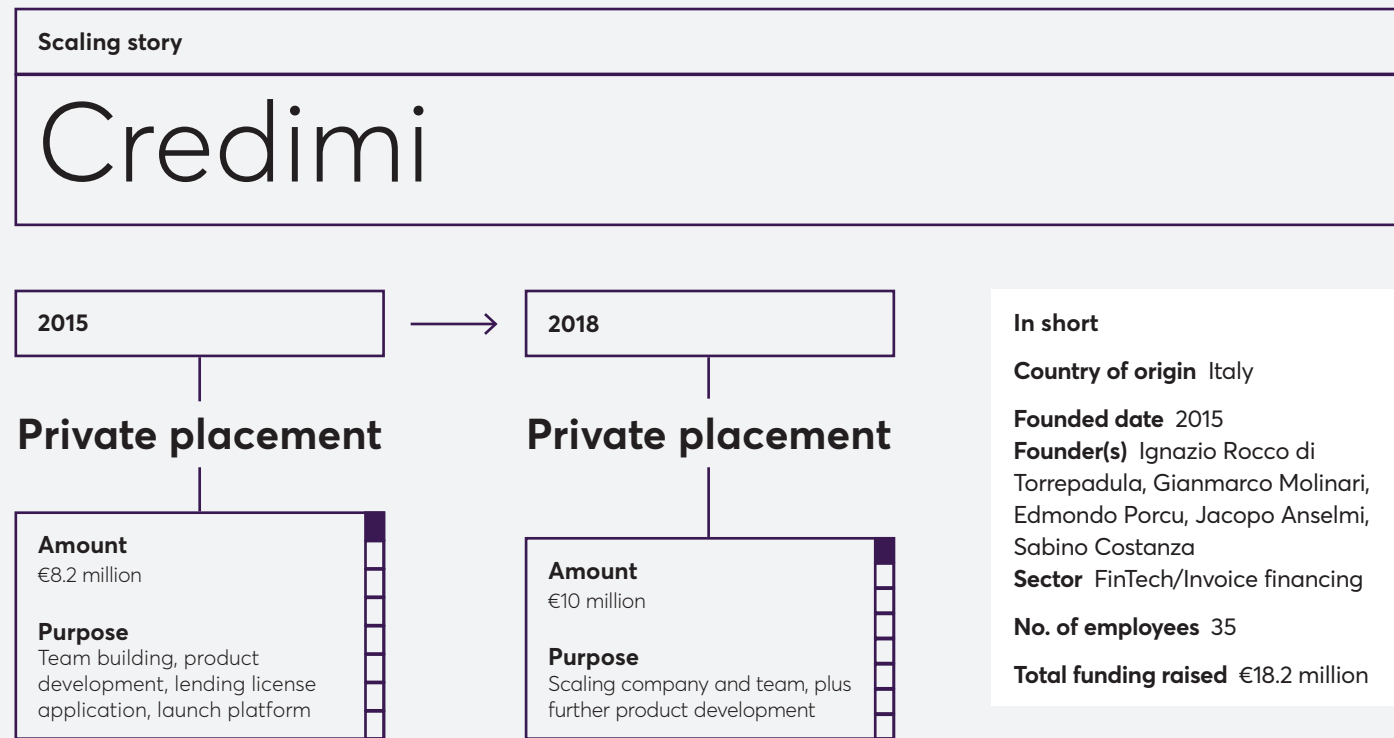 Scaling story
Credimi
2015
Private placement
Amount
€8.2 million
Purpose
Team building, product
development, lending license
application, launch platform
2018
Private placement
Amount
€10 million
Purpose
Scaling company and team, plus
further product development
In short
Country of origin Italy
Founded date 2015
Founder(s) Ignazio Rocco di
Torrepadula, Gianmarco Molinari,
Edmondo Porcu, Jacopo Anselmi,
Sabino Costanza
Sector FinTech/Invoice financing
No. of employees 35
Total funding raised €18.2 million